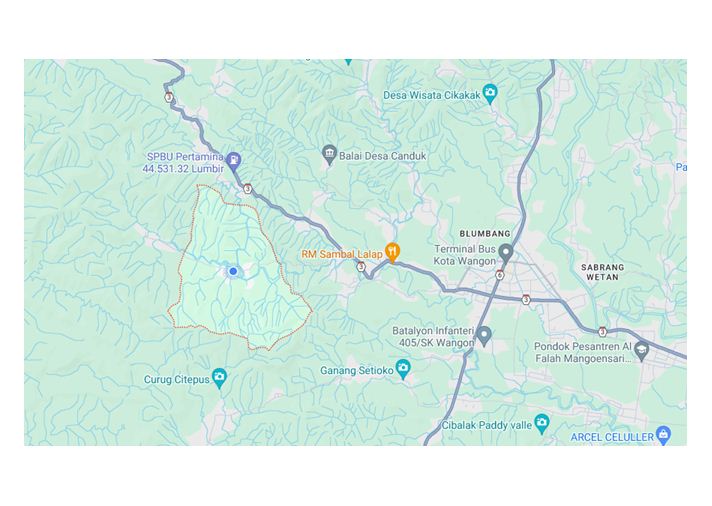 Desa Wisata Cikakak
3
SPBU Pertamina
44.531.32 Lumbir
Balai Desa Canduk
Pa
3
BLUMBANG
RM Sambal Lalap
Terminal Bus
Kota Wangon
3
6
SABRANG
WETAN
3
3
Batalyon Infanteri
405/SK Wangon
Pondok Pesantren Al
Falah Mangoensari...
Ganang Setioko
Curug Citepus
Cibalak Paddy valle
ARCEL CELULLER